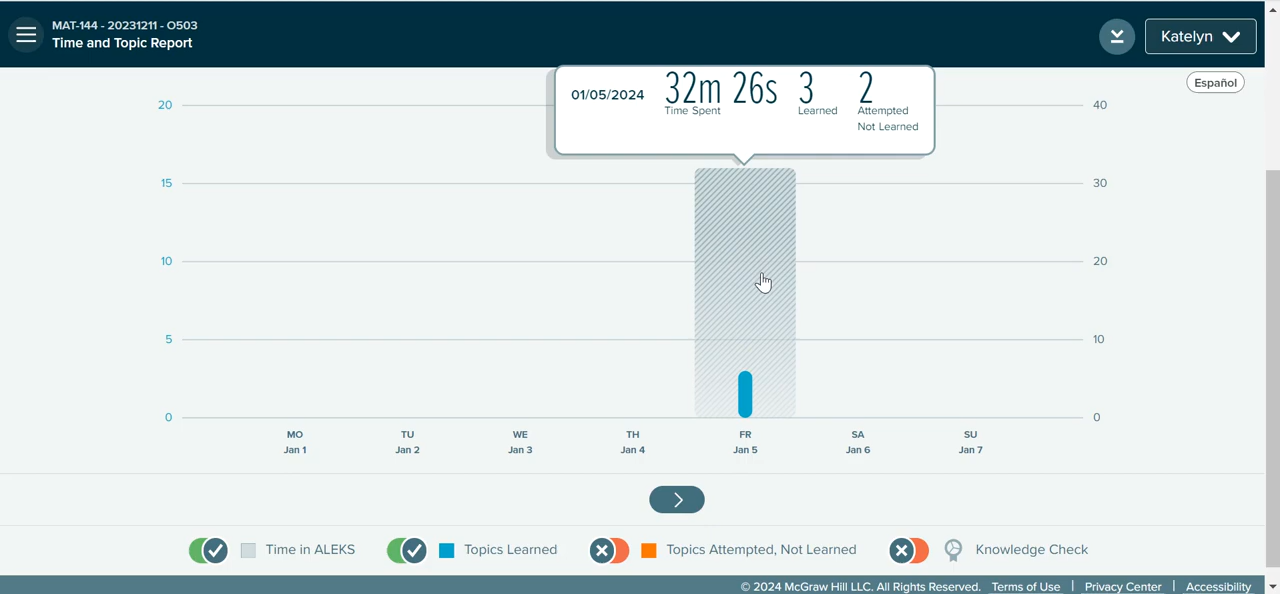 MAT-144 - 20231211 - O503
Time and Topic Report
Katelyn
Español
01/05/2024
32m 26s
Time Spent
3
Learned
2
Attempted
Not Learned
20
15
10
5
0
40
30
20
10
0
MO
Jan 1
TU
Jan 2
WE
Jan 3
TH
Jan 4
FR
Jan 5
SA
Jan 6
SU
Jan 7
Time in ALEKS
Topics Learned
Topics Attempted, Not Learned
Knowledge Check
© 2024 McGraw Hill LLC. All Rights Reserved. Terms of Use | Privacy Center | Accessibility